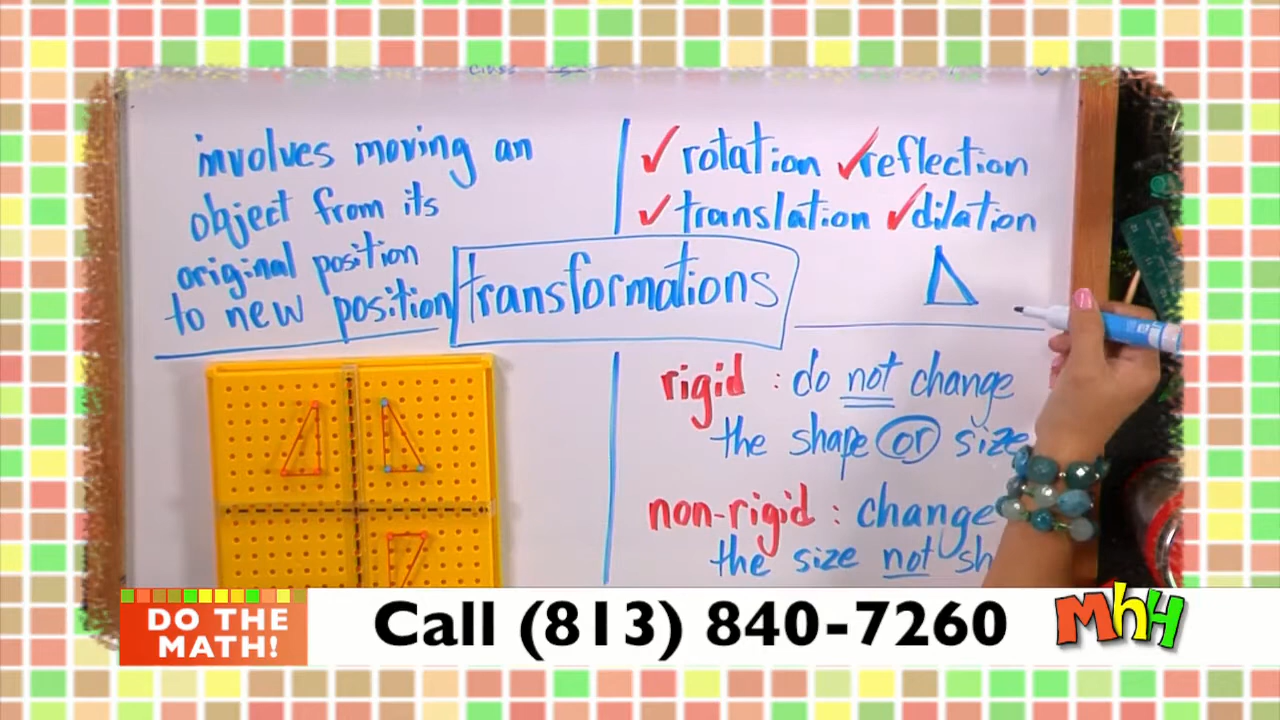 class
involves moving an
object from its
original position
to new position
✓rotation ✓reflection
✓translation ✓dilation
transformations
rigid : do not change
the shape or size
non-rigid : change
the size not sh
DO THE
MATH!
Call (813) 840-7260
Mh4